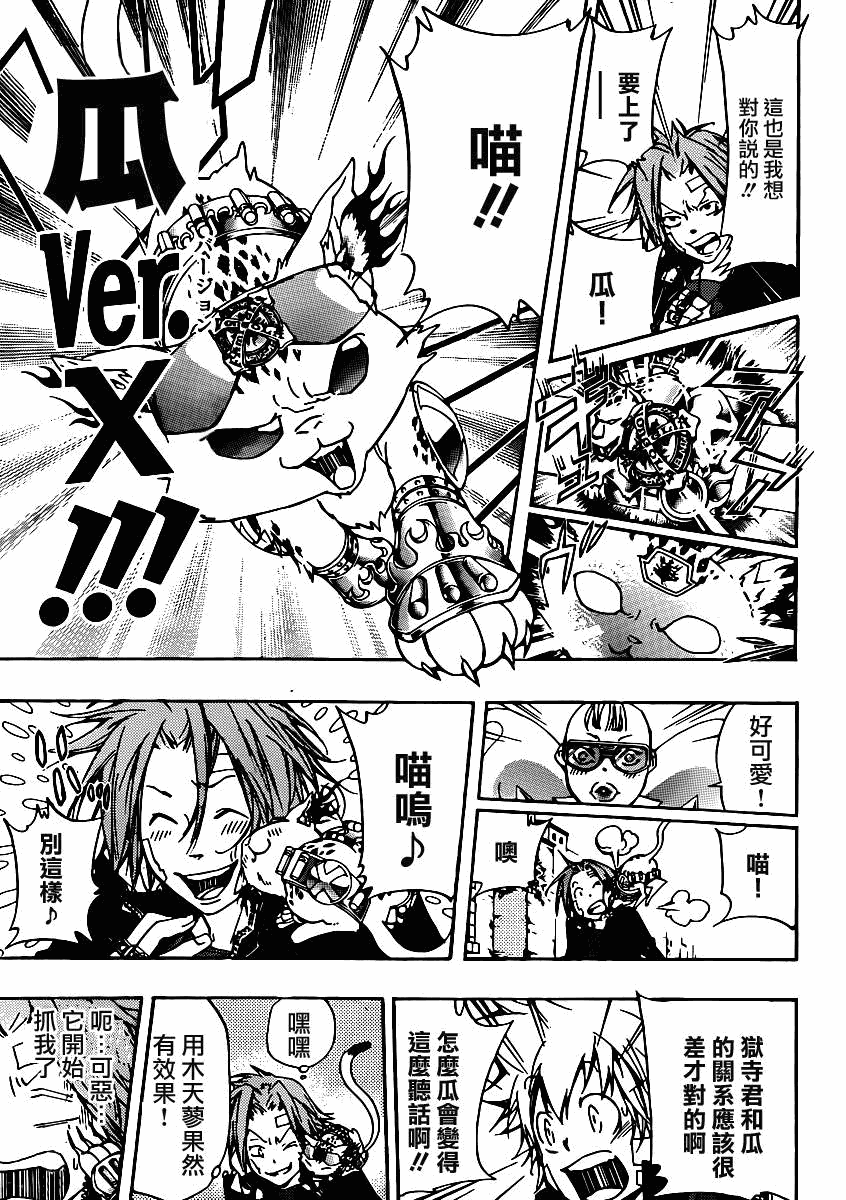 這也是我想
對你説的!!
要上了
——
瓜!
喵!!
瓜
Ver.
バージョン
X!!!
好可愛!
喵!
噢
喵嗚♪
別這樣♪
獄寺君和瓜
的關系應該很
差才對的啊
怎麼瓜會變得
這麼聽話啊!!
嘿嘿
用木天蓼果然
有效果!
呃…可惡…
它開始
抓我了